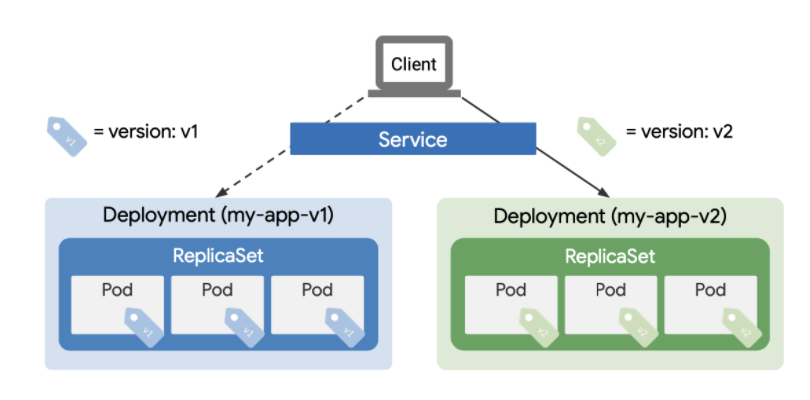 Client
= version: v1
v1
Service
= version: v2
v2
Deployment (my-app-v1)
ReplicaSet
Pod
v1
Pod
v1
Pod
v1
Deployment (my-app-v2)
ReplicaSet
Pod
v2
Pod
v2
Pod
v2